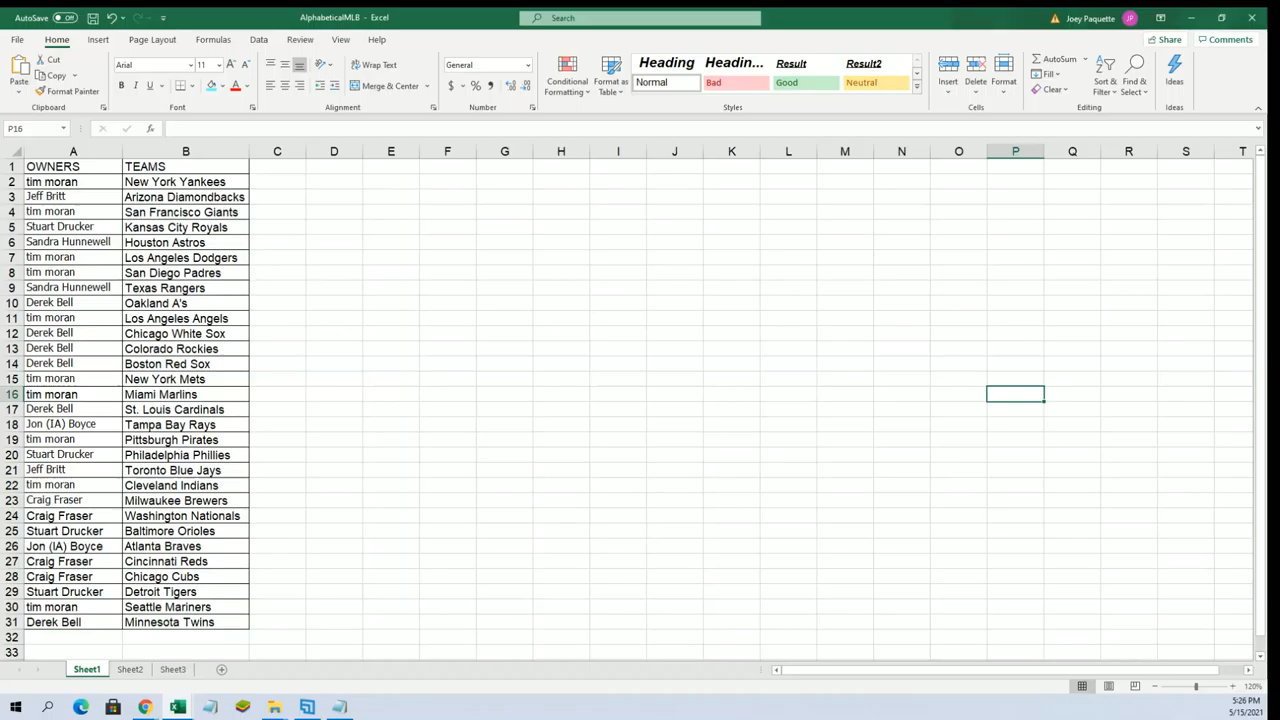 AutoSave Off AlphabeticalMLB - Excel Search Joey Paquette JP
File Home Insert Page Layout Formulas Data Review View Help Share Comments
Paste Cut Copy Format Painter Clipboard
Arial 11 B I U Font
Wrap Text Merge & Center Alignment
General $ % Number
Conditional Formatting Format as Table
Heading Headin... Result Result2
Normal Bad Good Neutral
Styles
Insert Delete Format Cells
AutoSum Fill Clear Sort & Filter Find & Select Editing
Ideas Ideas
P16 fx
A B C D E F G H I J K L M N O P Q R S T
1 OWNERS TEAMS
2 tim moran New York Yankees
3 Jeff Britt Arizona Diamondbacks
4 tim moran San Francisco Giants
5 Stuart Drucker Kansas City Royals
6 Sandra Hunnewell Houston Astros
7 tim moran Los Angeles Dodgers
8 tim moran San Diego Padres
9 Sandra Hunnewell Texas Rangers
10 Derek Bell Oakland A's
11 tim moran Los Angeles Angels
12 Derek Bell Chicago White Sox
13 Derek Bell Colorado Rockies
14 Derek Bell Boston Red Sox
15 tim moran New York Mets
16 tim moran Miami Marlins
17 Derek Bell St. Louis Cardinals
18 Jon (IA) Boyce Tampa Bay Rays
19 tim moran Pittsburgh Pirates
20 Stuart Drucker Philadelphia Phillies
21 Jeff Britt Toronto Blue Jays
22 tim moran Cleveland Indians
23 Craig Fraser Milwaukee Brewers
24 Craig Fraser Washington Nationals
25 Stuart Drucker Baltimore Orioles
26 Jon (IA) Boyce Atlanta Braves
27 Craig Fraser Cincinnati Reds
28 Craig Fraser Chicago Cubs
29 Stuart Drucker Detroit Tigers
30 tim moran Seattle Mariners
31 Derek Bell Minnesota Twins
32
33
Sheet1 Sheet2 Sheet3
120%
5:26 PM
5/15/2021